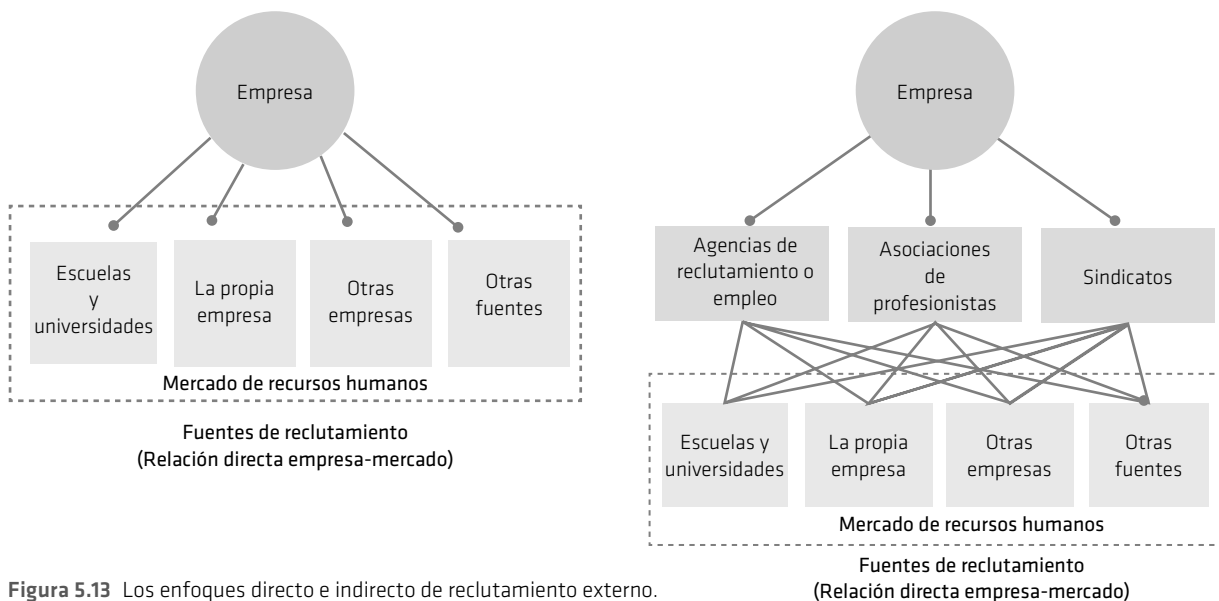 Empresa
Escuelas
y
universidades
La propia
empresa
Otras
empresas
Otras
fuentes
Mercado de recursos humanos
Fuentes de reclutamiento
(Relación directa empresa-mercado)
Empresa
Agencias de
reclutamiento o
empleo
Asociaciones
de
profesionistas
Sindicatos
Escuelas y
universidades
La propia
empresa
Otras
empresas
Otras
fuentes
Mercado de recursos humanos
Fuentes de reclutamiento
(Relación directa empresa-mercado)
Figura 5.13 Los enfoques directo e indirecto de reclutamiento externo.